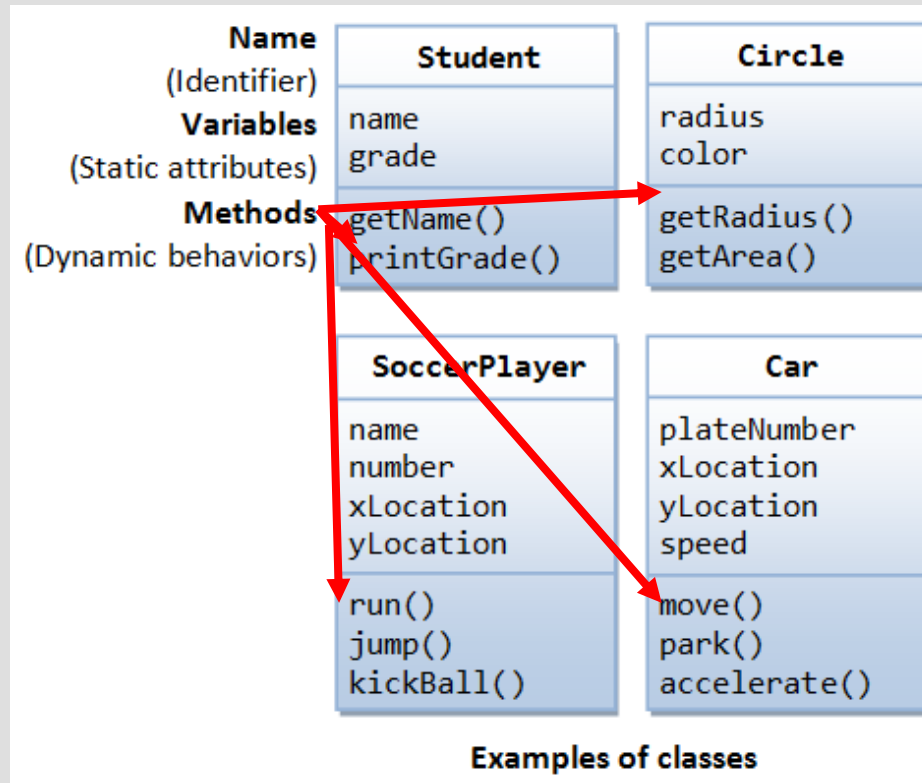 Name
(Identifier)
Variables
(Static attributes)
Methods
(Dynamic behaviors)
Student
name
grade
getName()
printGrade()
Circle
radius
color
getRadius()
getArea()
SoccerPlayer
name
number
xLocation
yLocation
run()
jump()
kickBall()
Car
plateNumber
xLocation
yLocation
speed
move()
park()
accelerate()
Examples of classes